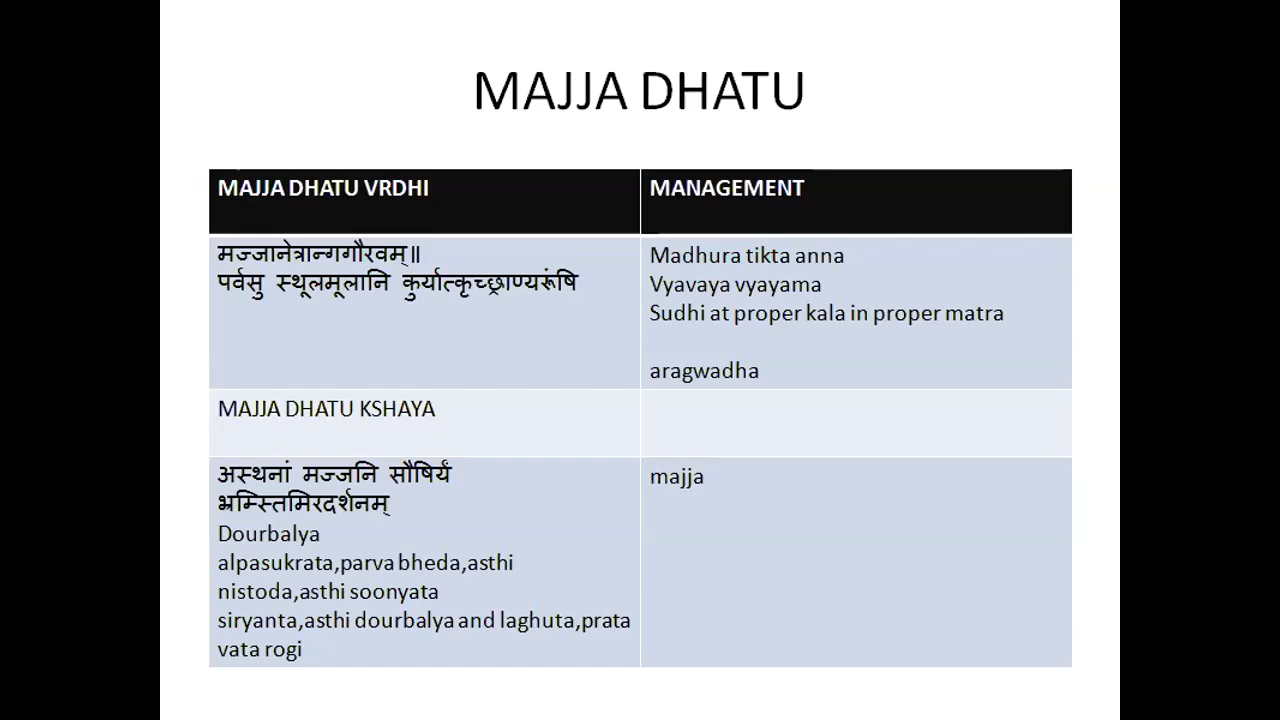 MAJJA DHATU
MAJJA DHATU VRDHI
MANAGEMENT
मज्जानेत्रान्गगौरवम्॥
पर्वसु स्थूलमूलानि कुर्यात्कृच्छ्राण्यरूंषि
Madhura tikta anna
Vyavaya vyayama
Sudhi at proper kala in proper matra
aragwadha
MAJJA DHATU KSHAYA
अस्थनां मज्जनि सौषिर्यं
भ्रम्स्तिमिरदर्शनम्
Dourbalya
alpasukrata,parva bheda,asthi
nistoda,asthi soonyata
siryanta,asthi dourbalya and laghuta,prata
vata rogi
majja